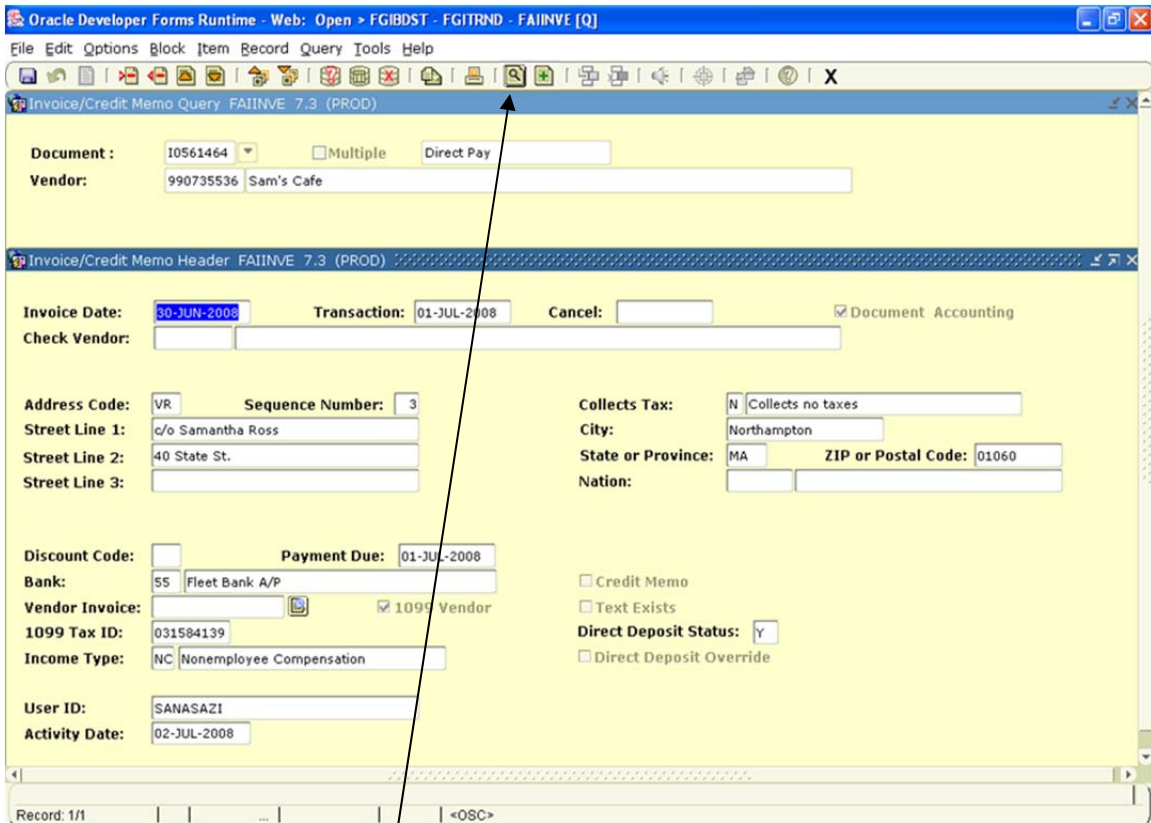 Oracle Developer Forms Runtime - Web: Open > FGIBDST - FGITRND - FAIINVE [Q]
File Edit Options Block Item Record Query Tools Help
X
Invoice/Credit Memo Query FAIINVE 7.3 (PROD)
Document : I0561464 Multiple Direct Pay
Vendor: 990735536 Sam's Cafe
Invoice/Credit Memo Header FAIINVE 7.3 (PROD)
Invoice Date: 30-JUN-2008 Transaction: 01-JUL-2008 Cancel: Document Accounting
Check Vendor:
Address Code: VR Sequence Number: 3 Collects Tax: N Collects no taxes
Street Line 1: c/o Samantha Ross City: Northampton
Street Line 2: 40 State St. State or Province: MA ZIP or Postal Code: 01060
Street Line 3: Nation:
Discount Code: Payment Due: 01-JUL-2008
Bank: 55 Fleet Bank A/P Credit Memo
Vendor Invoice: 1099 Vendor Text Exists
1099 Tax ID: 031584139 Direct Deposit Status: Y
Income Type: NC Nonemployee Compensation Direct Deposit Override
User ID: SANASAZI
Activity Date: 02-JUL-2008
Record: 1/1 ... <OSC>